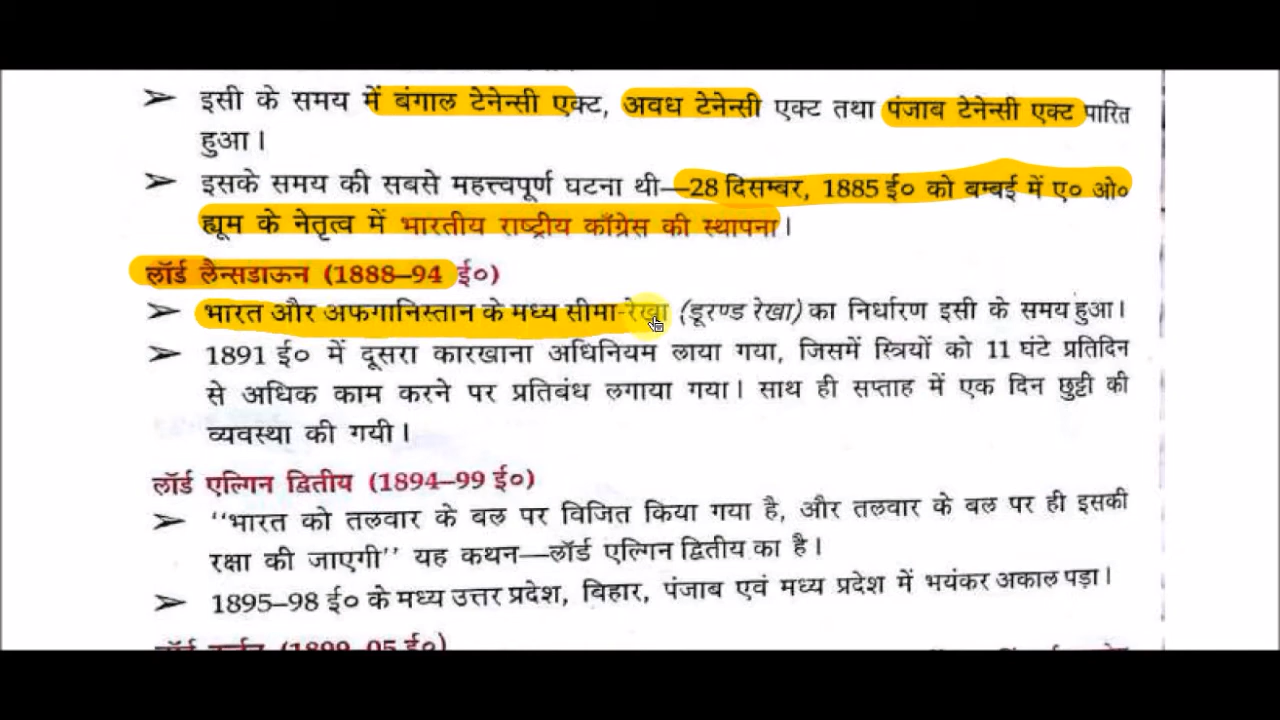 ➢ इसी के समय में बंगाल टेनेन्सी एक्ट, अवध टेनेन्सी एक्ट तथा पंजाब टेनेन्सी एक्ट पारित
हुआ।
➢ इसके समय की सबसे महत्त्वपूर्ण घटना थी—28 दिसम्बर, 1885 ई० को बम्बई में ए० ओ०
ह्यूम के नेतृत्व में भारतीय राष्ट्रीय काँग्रेस की स्थापना।
लॉर्ड लैन्सडाऊन (1888–94 ई०)
➢ भारत और अफगानिस्तान के मध्य सीमा-रेखा (डूरण्ड रेखा) का निर्धारण इसी के समय हुआ।
➢ 1891 ई० में दूसरा कारखाना अधिनियम लाया गया, जिसमें स्त्रियों को 11 घंटे प्रतिदिन
से अधिक काम करने पर प्रतिबंध लगाया गया। साथ ही सप्ताह में एक दिन छुट्टी की
व्यवस्था की गयी।
लॉर्ड एल्गिन द्वितीय (1894–99 ई०)
➢ ‘‘भारत को तलवार के बल पर विजित किया गया है, और तलवार के बल पर ही इसकी
रक्षा की जाएगी’’ यह कथन—लॉर्ड एल्गिन द्वितीय का है।
➢ 1895–98 ई० के मध्य उत्तर प्रदेश, बिहार, पंजाब एवं मध्य प्रदेश में भयंकर अकाल पड़ा।